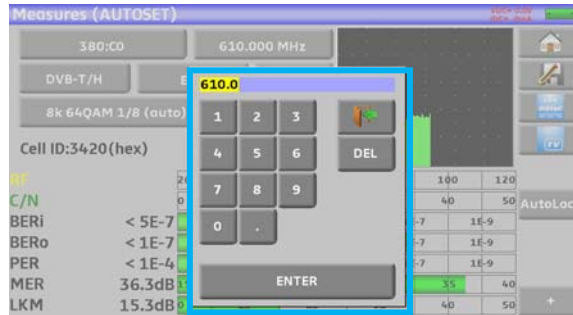 Measures (AUTOSET)
380:C0
610.000 MHz
DVB-T/H
8k 64QAM 1/8 (auto)
610.0
1 2 3
4 5 6 DEL
7 8 9
0 .
ENTER
Cell ID:3420(hex)
RF 100 120
C/N 40 50
BERi < 5E-7 1E-9
BERo < 1E-7 1E-9
PER < 1E-4 1E-9
MER 36.3dB 35 40
LKM 15.3dB 40 50
TV
AutoLoc
+